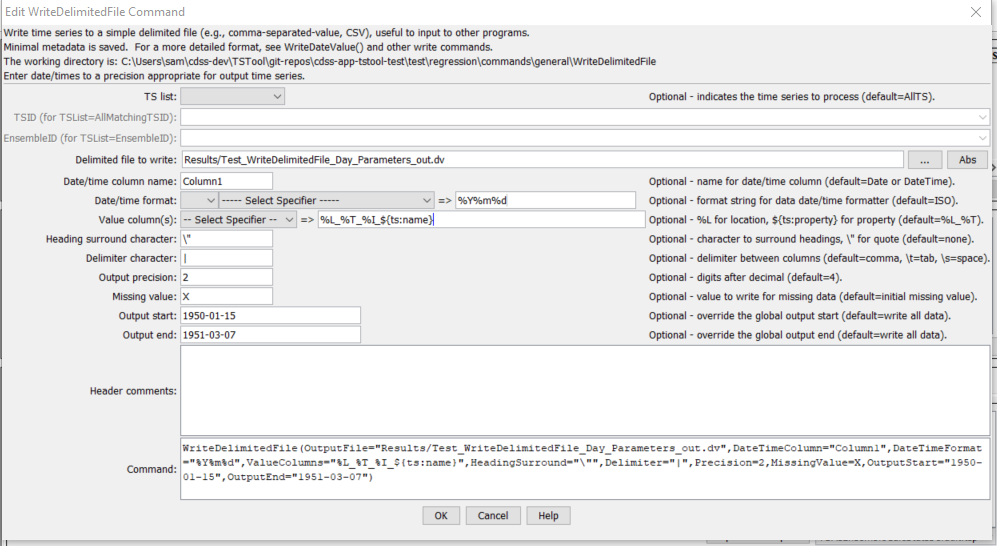 Edit WriteDelimitedFile Command
Write time series to a simple delimited file (e.g., comma-separated-value, CSV), useful to input to other programs.
Minimal metadata is saved.  For a more detailed format, see WriteDateValue() and other write commands.
The working directory is: C:\Users\sam\cdss-dev\TSTool\git-repos\cdss-app-tstool-test\test\regression\commands\general\WriteDelimitedFile
Enter date/times to a precision appropriate for output time series.
TS list: Optional - indicates the time series to process (default=AllTS).
TSID (for TSList=AllMatchingTSID):
EnsembleID (for TSList=EnsembleID):
Delimited file to write: Results/Test_WriteDelimitedFile_Day_Parameters_out.dv ... Abs
Date/time column name: Column1 Optional - name for date/time column (default=Date or DateTime).
Date/time format: ----- Select Specifier ----- => %Y%m%d Optional - format string for data date/time formatter (default=ISO).
Value column(s): -- Select Specifier -- => %L_%T_%I_${ts:name} Optional - %L for location, ${ts:property} for property (default=%L_%T).
Heading surround character: \" Optional - character to surround headings, \" for quote (default=none).
Delimiter character: | Optional - delimiter between columns (default=comma, \t=tab, \s=space).
Output precision: 2 Optional - digits after decimal (default=4).
Missing value: X Optional - value to write for missing data (default=initial missing value).
Output start: 1950-01-15 Optional - override the global output start (default=write all data).
Output end: 1951-03-07 Optional - override the global output end (default=write all data).
Header comments:
Command:
WriteDelimitedFile(OutputFile="Results/Test_WriteDelimitedFile_Day_Parameters_out.dv",DateTimeColumn="Column1",DateTimeFormat
="%Y%m%d",ValueColumns="%L_%T_%I_${ts:name}",HeadingSurround="\"",Delimiter="|",Precision=2,MissingValue=X,OutputStart="1950-
01-15",OutputEnd="1951-03-07")
OK Cancel Help